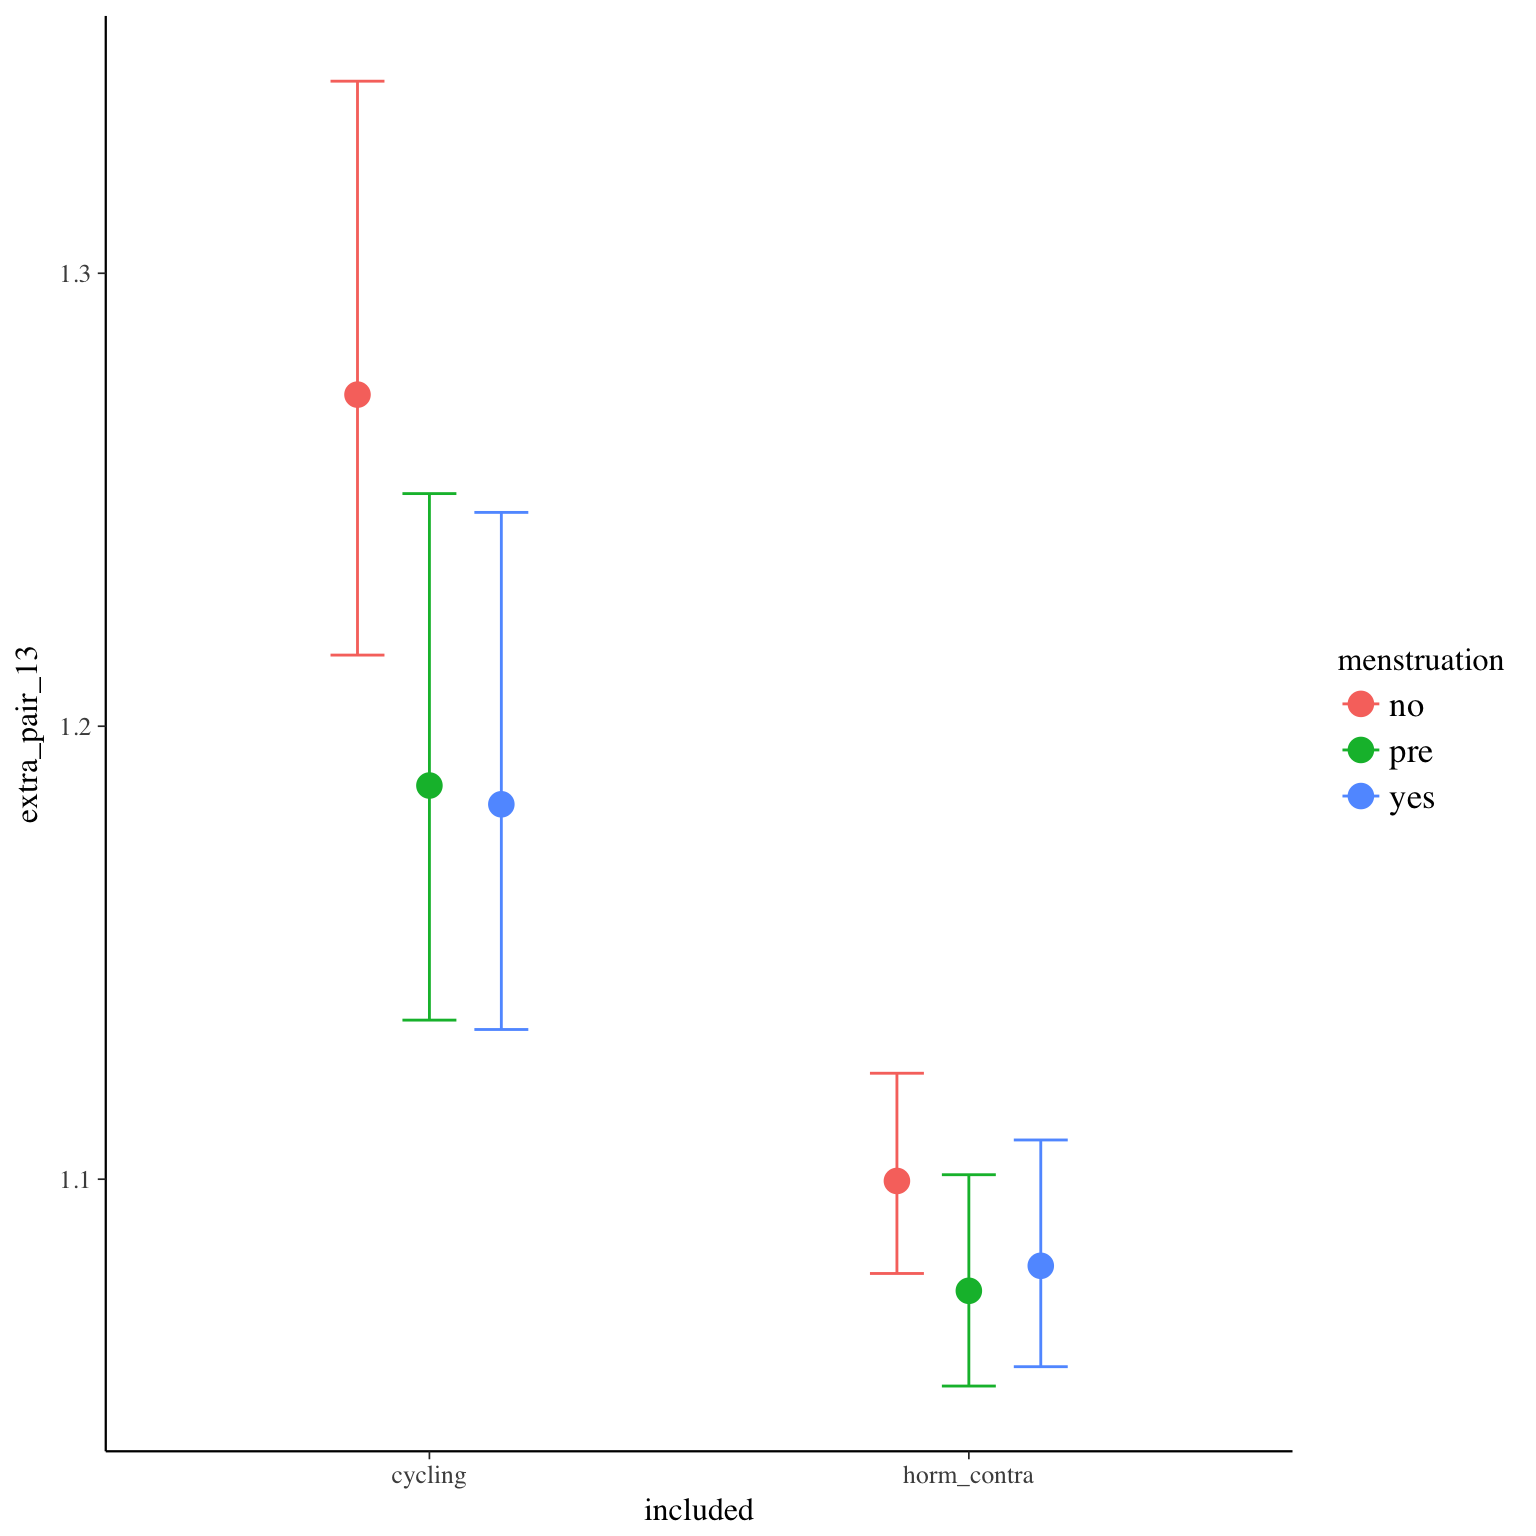 extra_pair_13
1.3
1.2
1.1
cycling
horm_contra
included
menstruation
no
pre
yes